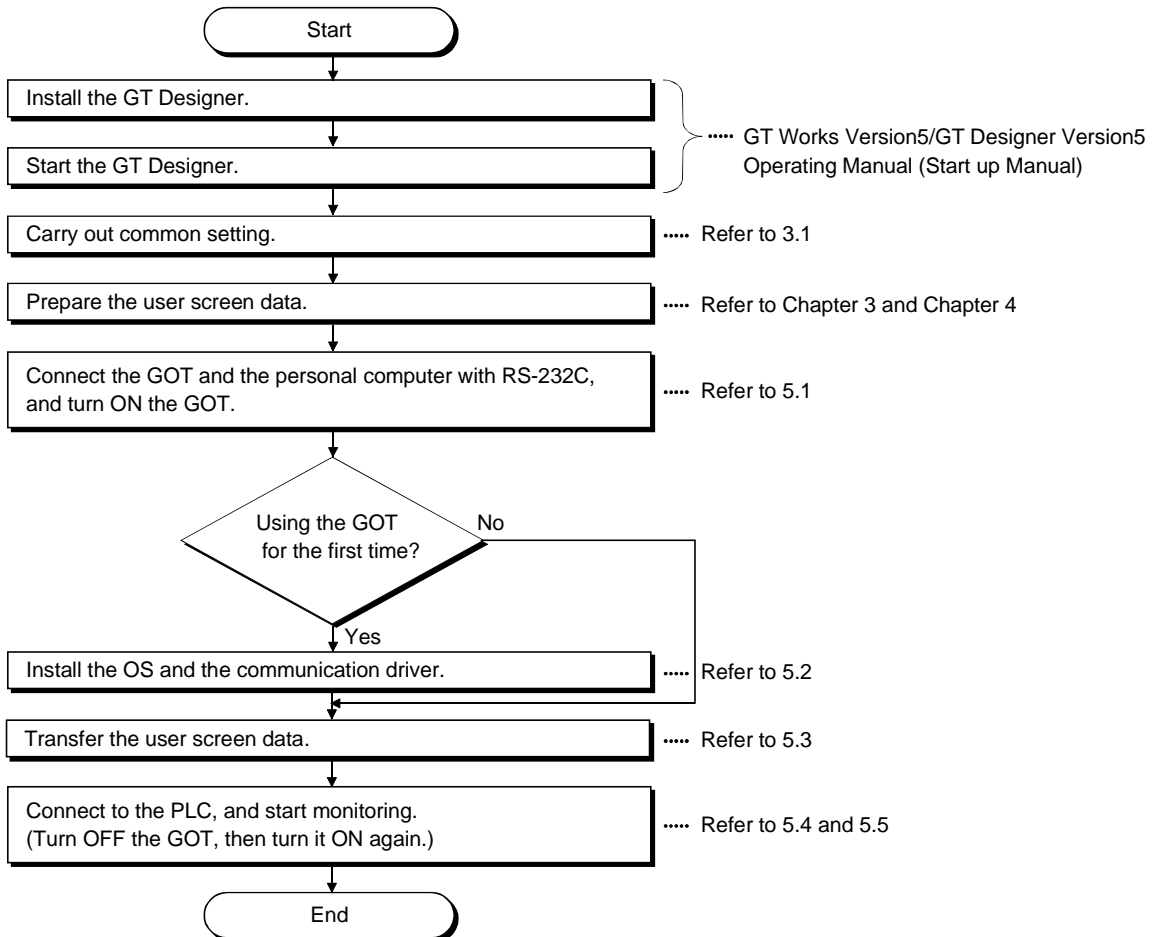 Start
Install the GT Designer.
Start the GT Designer.
..... GT Works Version5/GT Designer Version5
Operating Manual (Start up Manual)
Carry out common setting.
..... Refer to 3.1
Prepare the user screen data.
..... Refer to Chapter 3 and Chapter 4
Connect the GOT and the personal computer with RS-232C,
and turn ON the GOT.
..... Refer to 5.1
Using the GOT
for the first time?
No
Yes
Install the OS and the communication driver.
..... Refer to 5.2
Transfer the user screen data.
..... Refer to 5.3
Connect to the PLC, and start monitoring.
(Turn OFF the GOT, then turn it ON again.)
..... Refer to 5.4 and 5.5
End